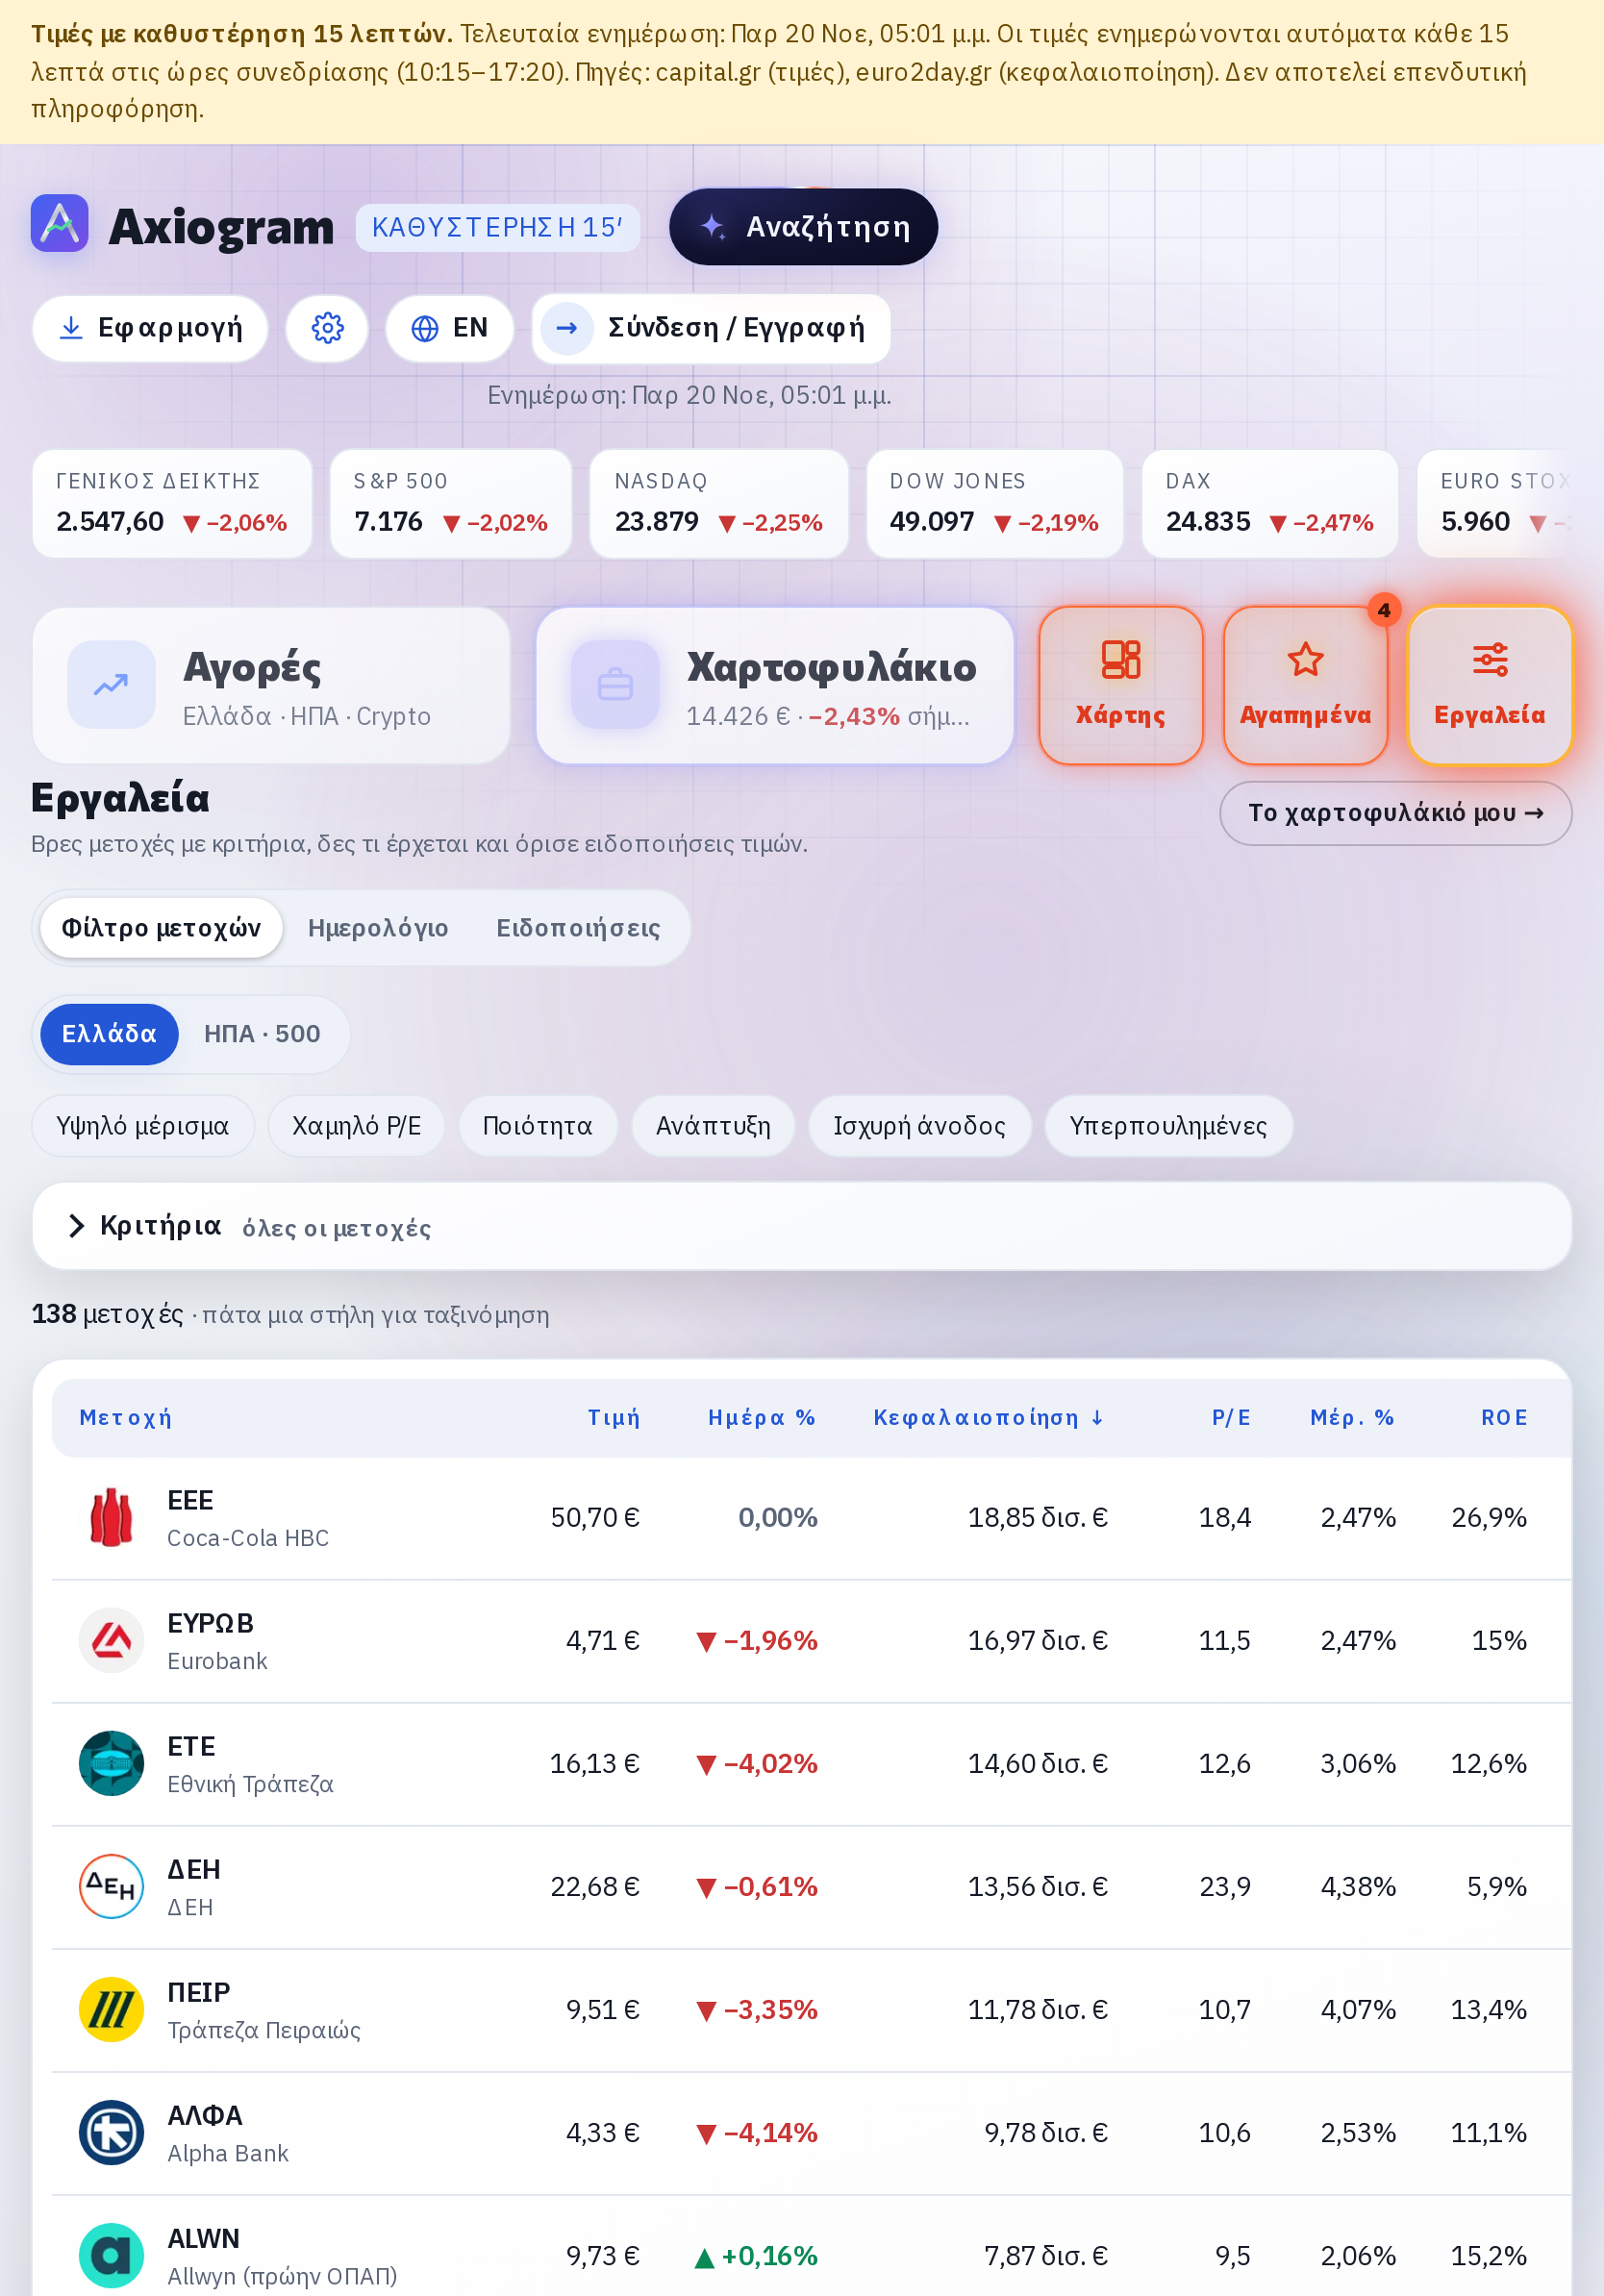 Τιμές με καθυστέρηση 15 λεπτών. Τελευταία ενημέρωση: Παρ 20 Νοε, 05:01 μ.μ. Οι τιμές ενημερώνονται αυτόματα κάθε 15
λεπτά στις ώρες συνεδρίασης (10:15–17:20). Πηγές: capital.gr (τιμές), euro2day.gr (κεφαλαιοποίηση). Δεν αποτελεί επενδυτική
πληροφόρηση.
Axiogram ΚΑΘΥΣΤΕΡΗΣΗ 15′ Αναζήτηση
Εφαρμογή EN → Σύνδεση / Εγγραφή
Ενημέρωση: Παρ 20 Νοε, 05:01 μ.μ.
ΓΕΝΙΚΟΣ ΔΕΙΚΤΗΣ S&P 500 NASDAQ DOW JONES DAX EURO STOX
2.547,60 ▼ −2,06% 7.176 ▼ −2,02% 23.879 ▼ −2,25% 49.097 ▼ −2,19% 24.835 ▼ −2,47% 5.960 ▼
4
Αγορές Χαρτοφυλάκιο
Ελλάδα · ΗΠΑ · Crypto 14.426 € · −2,43% σήμ… Χάρτης Αγαπημένα Εργαλεία
Εργαλεία
Το χαρτοφυλάκιό μου →
Βρες μετοχές με κριτήρια, δες τι έρχεται και όρισε ειδοποιήσεις τιμών.
Φίλτρο μετοχών Ημερολόγιο Ειδοποιήσεις
Ελλάδα ΗΠΑ · 500
Υψηλό μέρισμα Χαμηλό P/E Ποιότητα Ανάπτυξη Ισχυρή άνοδος Υπερπουλημένες
Κριτήρια όλες οι μετοχές
138 μετοχές · πάτα μια στήλη για ταξινόμηση
Μετοχή Τιμή Ημέρα % Κεφαλαιοποίηση ↓ P/E Μέρ. % ROE
ΕΕΕ
Coca-Cola HBC 50,70 € 0,00% 18,85 δισ. € 18,4 2,47% 26,9%
ΕΥΡΩΒ
Eurobank 4,71 € ▼ −1,96% 16,97 δισ. € 11,5 2,47% 15%
ΕΤΕ
Εθνική Τράπεζα 16,13 € ▼ −4,02% 14,60 δισ. € 12,6 3,06% 12,6%
ΔΕΗ
ΔΕΗ 22,68 € ▼ −0,61% 13,56 δισ. € 23,9 4,38% 5,9%
ΠΕΙΡ
Τράπεζα Πειραιώς 9,51 € ▼ −3,35% 11,78 δισ. € 10,7 4,07% 13,4%
ΑΛΦΑ
Alpha Bank 4,33 € ▼ −4,14% 9,78 δισ. € 10,6 2,53% 11,1%
ALWN
Allwyn (πρώην ΟΠΑΠ) 9,73 € ▲ +0,16% 7,87 δισ. € 9,5 2,06% 15,2%